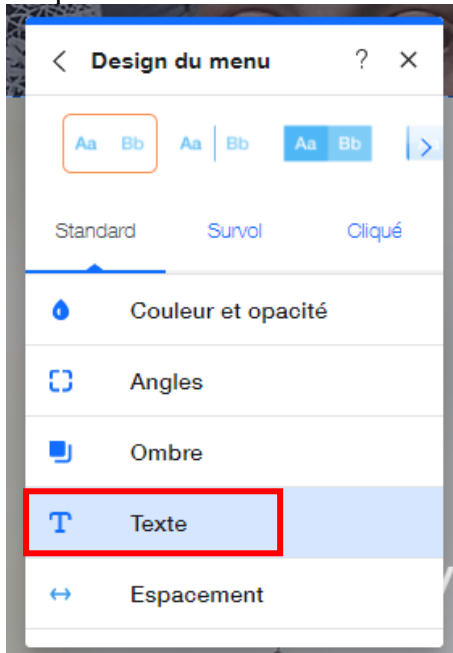 Design du menu ?
Aa Bb Aa Bb Aa Bb
Standard Survol Cliqué
Couleur et opacité
Angles
Ombre
T Texte
Espacement